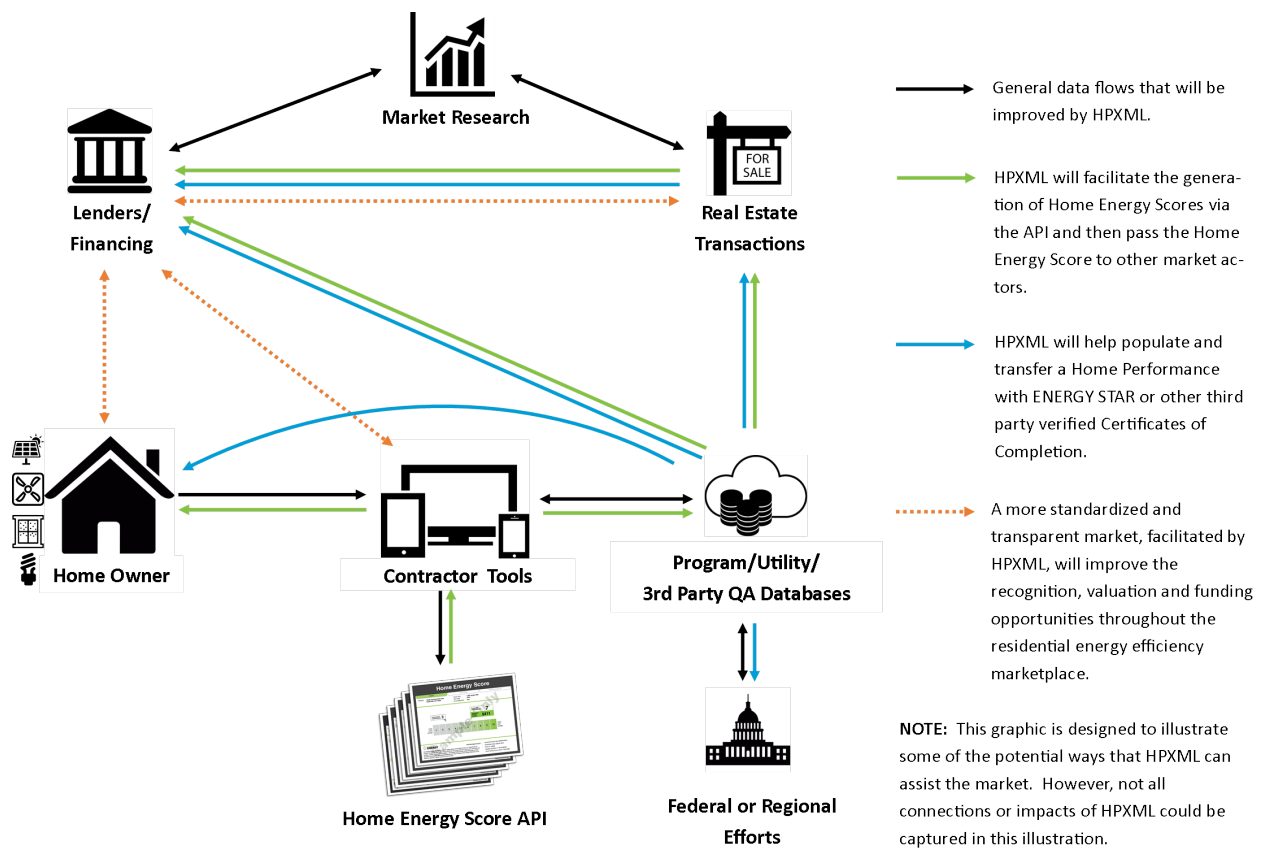 Market Research
Lenders/
Financing
FOR
SALE
Real Estate
Transactions
Home Owner
Contractor Tools
Program/Utility/
3rd Party QA Databases
Home Energy Score
Home Energy Score API
Federal or Regional
Efforts
General data flows that will be
improved by HPXML.
HPXML will facilitate the genera-
tion of Home Energy Scores via
the API and then pass the Home
Energy Score to other market ac-
tors.
HPXML will help populate and
transfer a Home Performance
with ENERGY STAR or other third
party verified Certificates of
Completion.
A more standardized and
transparent market, facilitated by
HPXML, will improve the
recognition, valuation and funding
opportunities throughout the
residential energy efficiency
marketplace.
NOTE: This graphic is designed to illustrate
some of the potential ways that HPXML can
assist the market. However, not all
connections or impacts of HPXML could be
captured in this illustration.